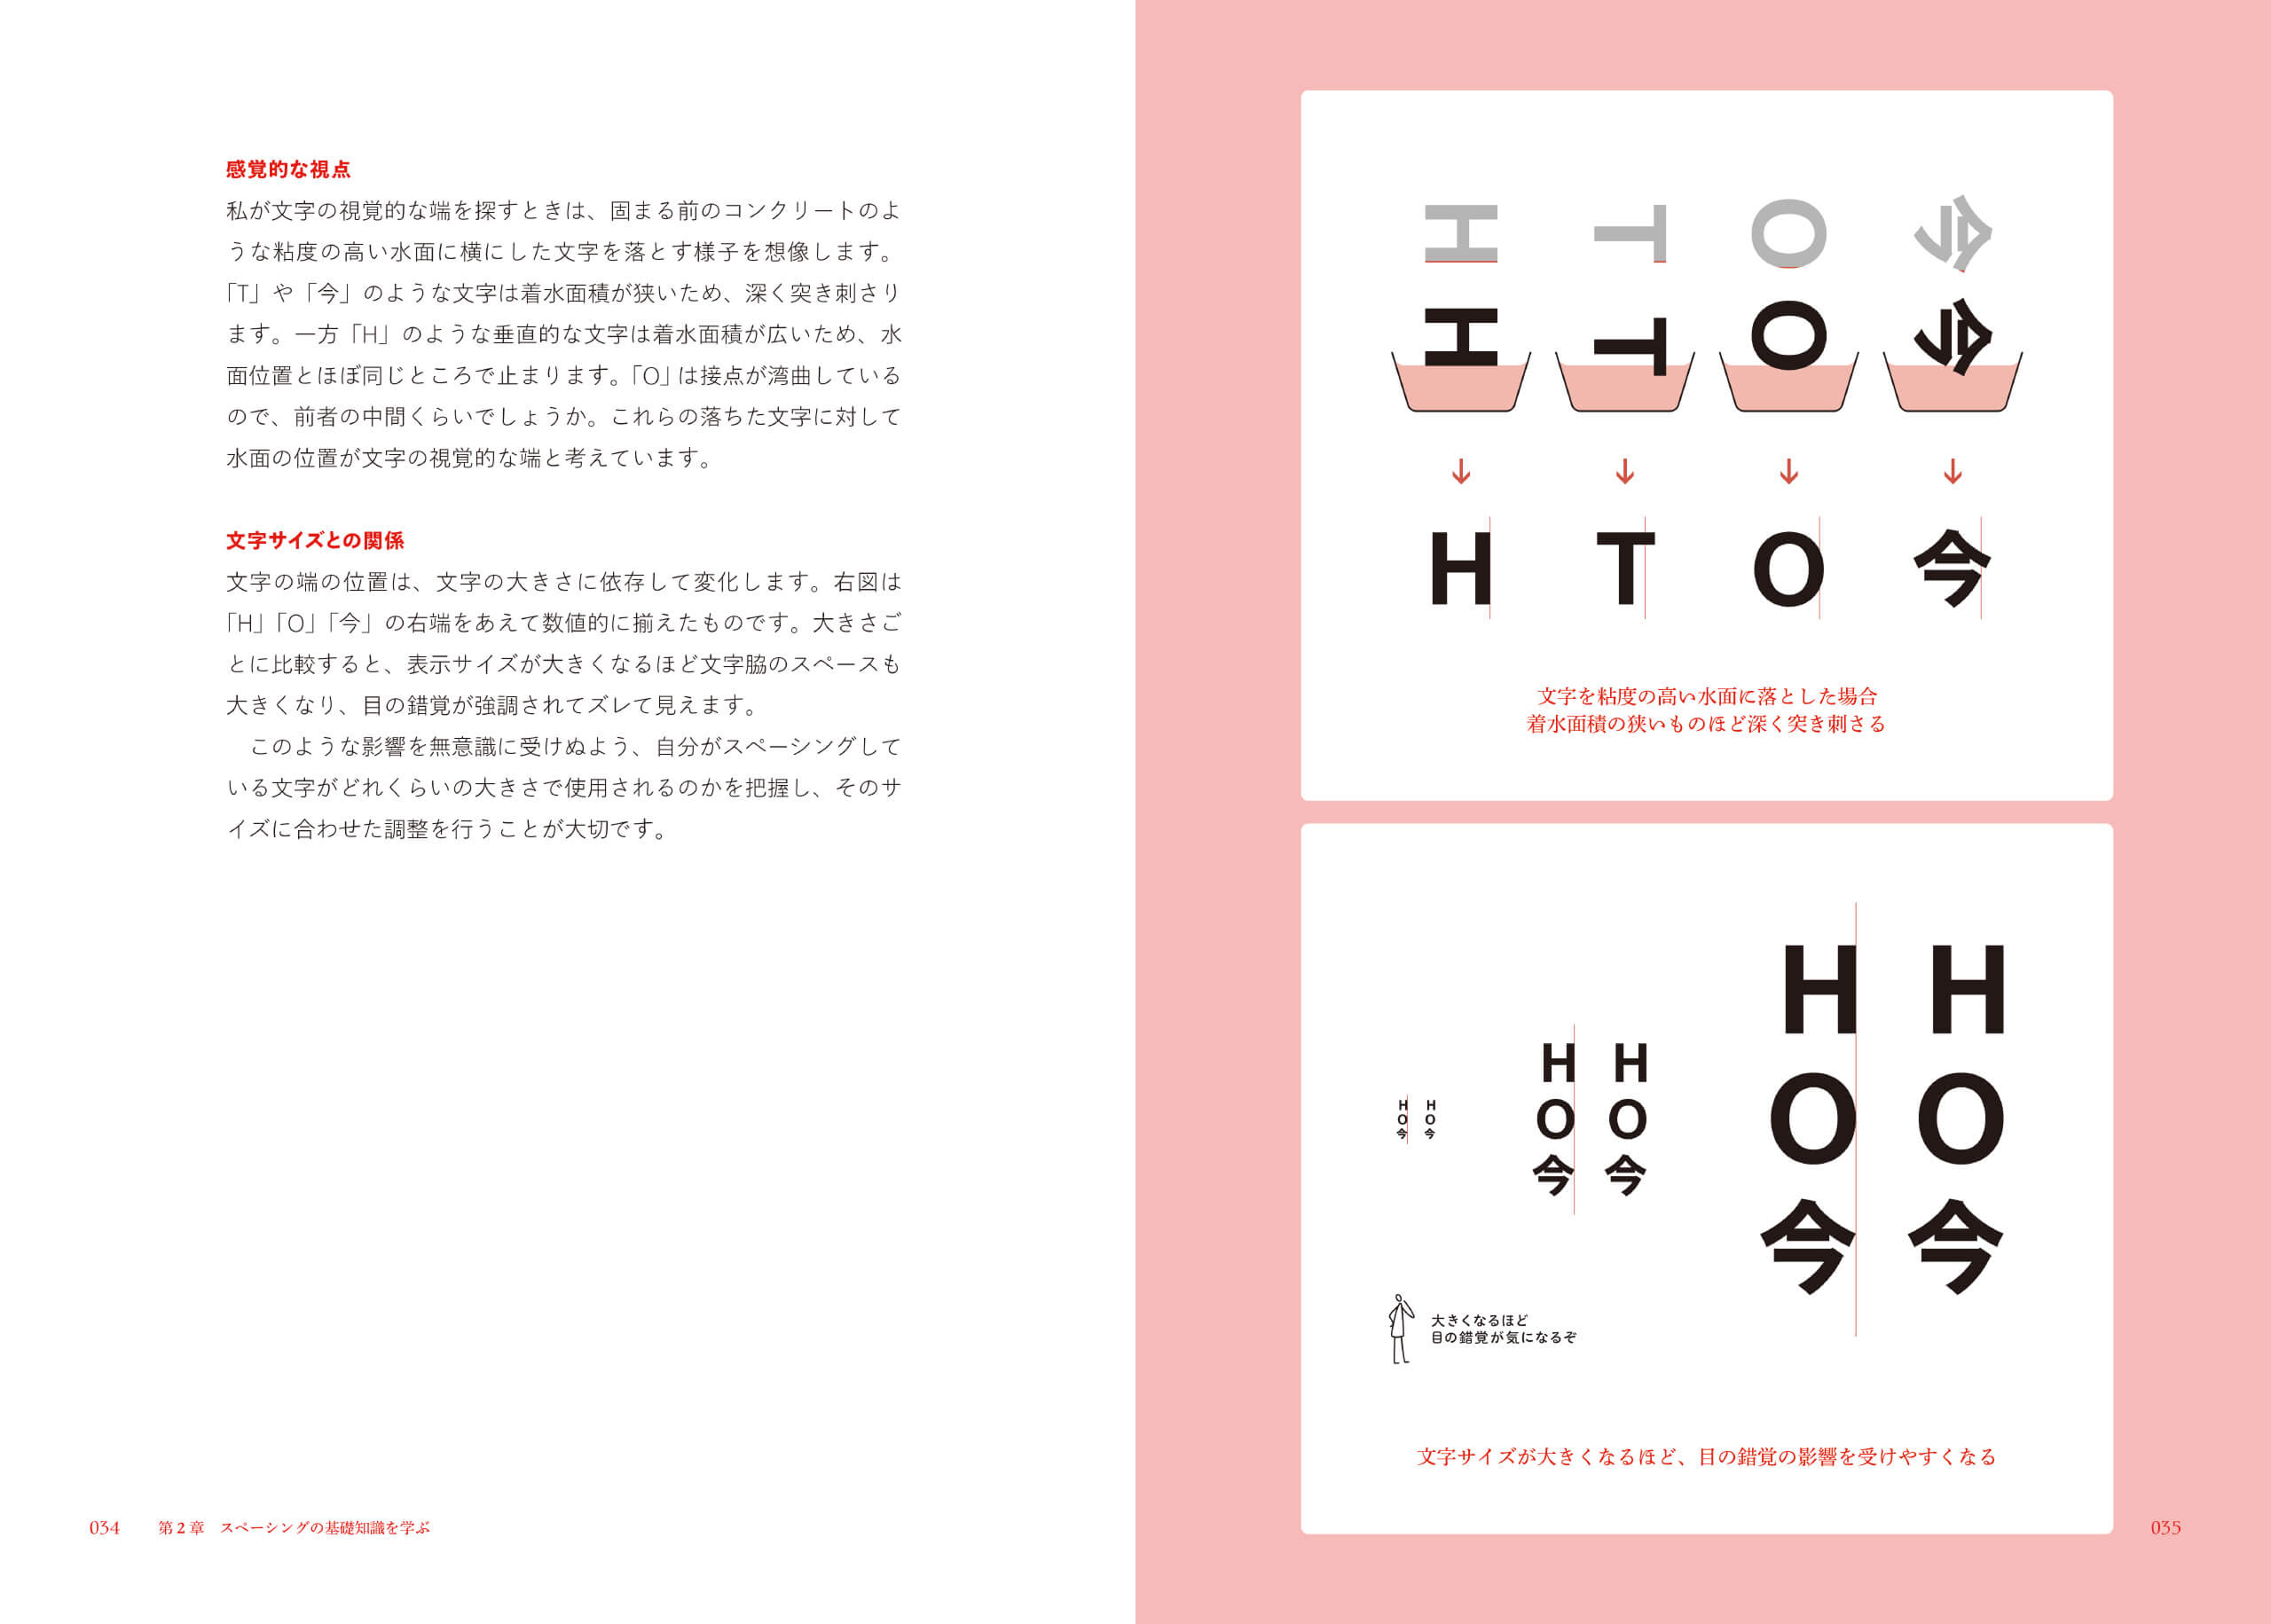 感覚的な視点
私が文字の視覚的な端を探すときは、固まる前のコンクリートのよ
うな粘度の高い水面に横にした文字を落とす様子を想像します。
「T」や「今」のような文字は着水面積が狭いため、深く突き刺さり
ます。一方「H」のような垂直的な文字は着水面積が広いため、水
面位置とほぼ同じところで止まります。「O」は接点が湾曲している
ので、前者の中間くらいでしょうか。これらの落ちた文字に対して
水面の位置が文字の視覚的な端と考えています。
文字サイズとの関係
文字の端の位置は、文字の大きさに依存して変化します。右図は
「H」「O」「今」の右端をあえて数値的に揃えたものです。大きさご
とに比較すると、表示サイズが大きくなるほど文字脇のスペースも
大きくなり、目の錯覚が強調されてズレて見えます。
　このような影響を無意識に受けぬよう、自分がスペーシングして
いる文字がどれくらいの大きさで使用されるのかを把握し、そのサ
イズに合わせた調整を行うことが大切です。
034 第2章 スペーシングの基礎知識を学ぶ
H T O 今
H T O 今
↓ ↓ ↓ ↓
H T O 今
文字を粘度の高い水面に落とした場合
着水面積の狭いものほど深く突き刺さる
H H
O O
今 今
H H
O O
今 今
H H
O O
今 今
大きくなるほど
目の錯覚が気になるぞ
文字サイズが大きくなるほど、目の錯覚の影響を受けやすくなる
035